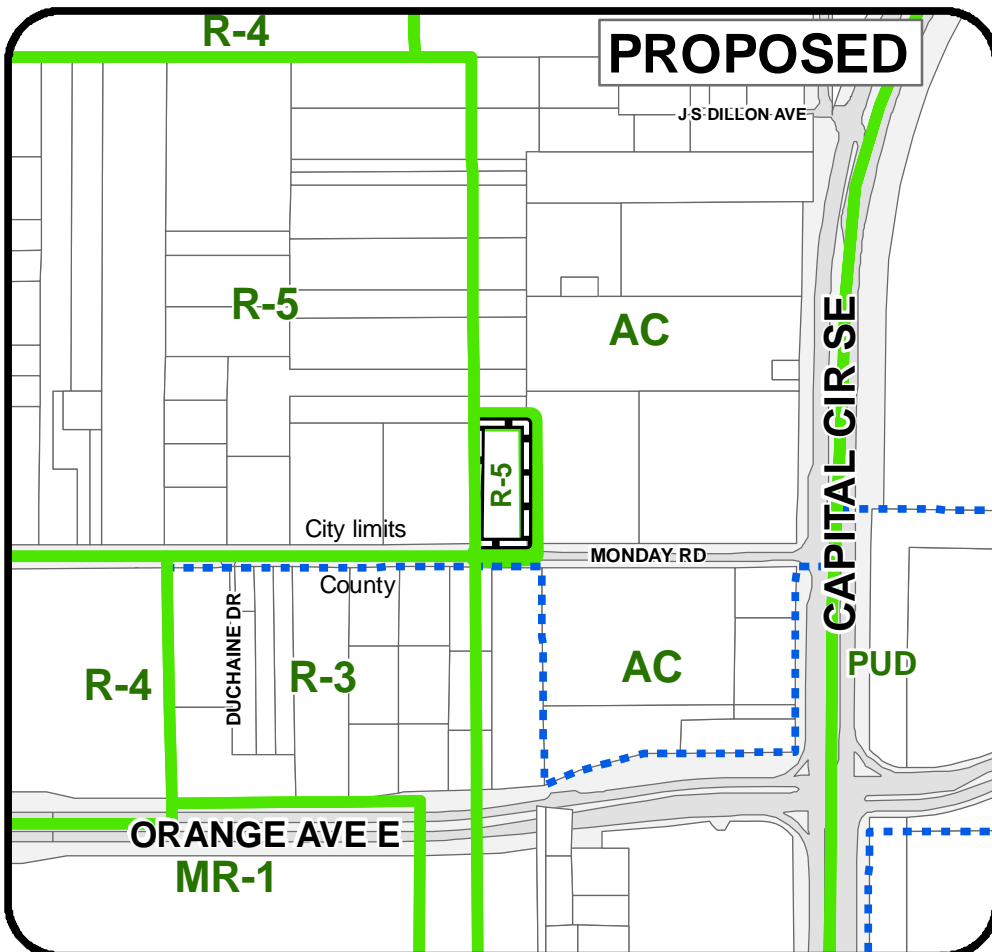 R-4
PROPOSED
J S DILLON AVE
R-5
AC
CAPITAL CIR SE
R-5
City limits
MONDAY RD
County
DUCHAINE DR
R-4
R-3
AC
PUD
ORANGE AVE E
MR-1